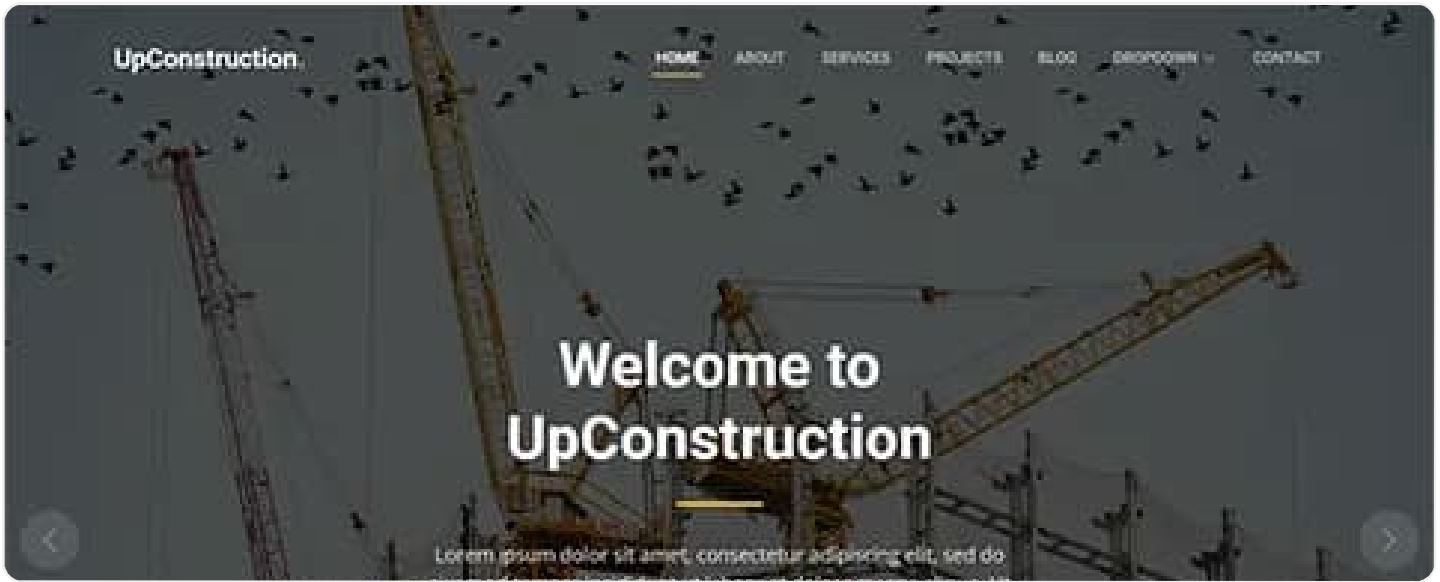 UpConstruction
HOME ABOUT SERVICES PROJECTS BLOG DROPDOWN CONTACT
Welcome to
UpConstruction
Lorem ipsum dolor sit amet, consectetur adipiscing elit, sed do